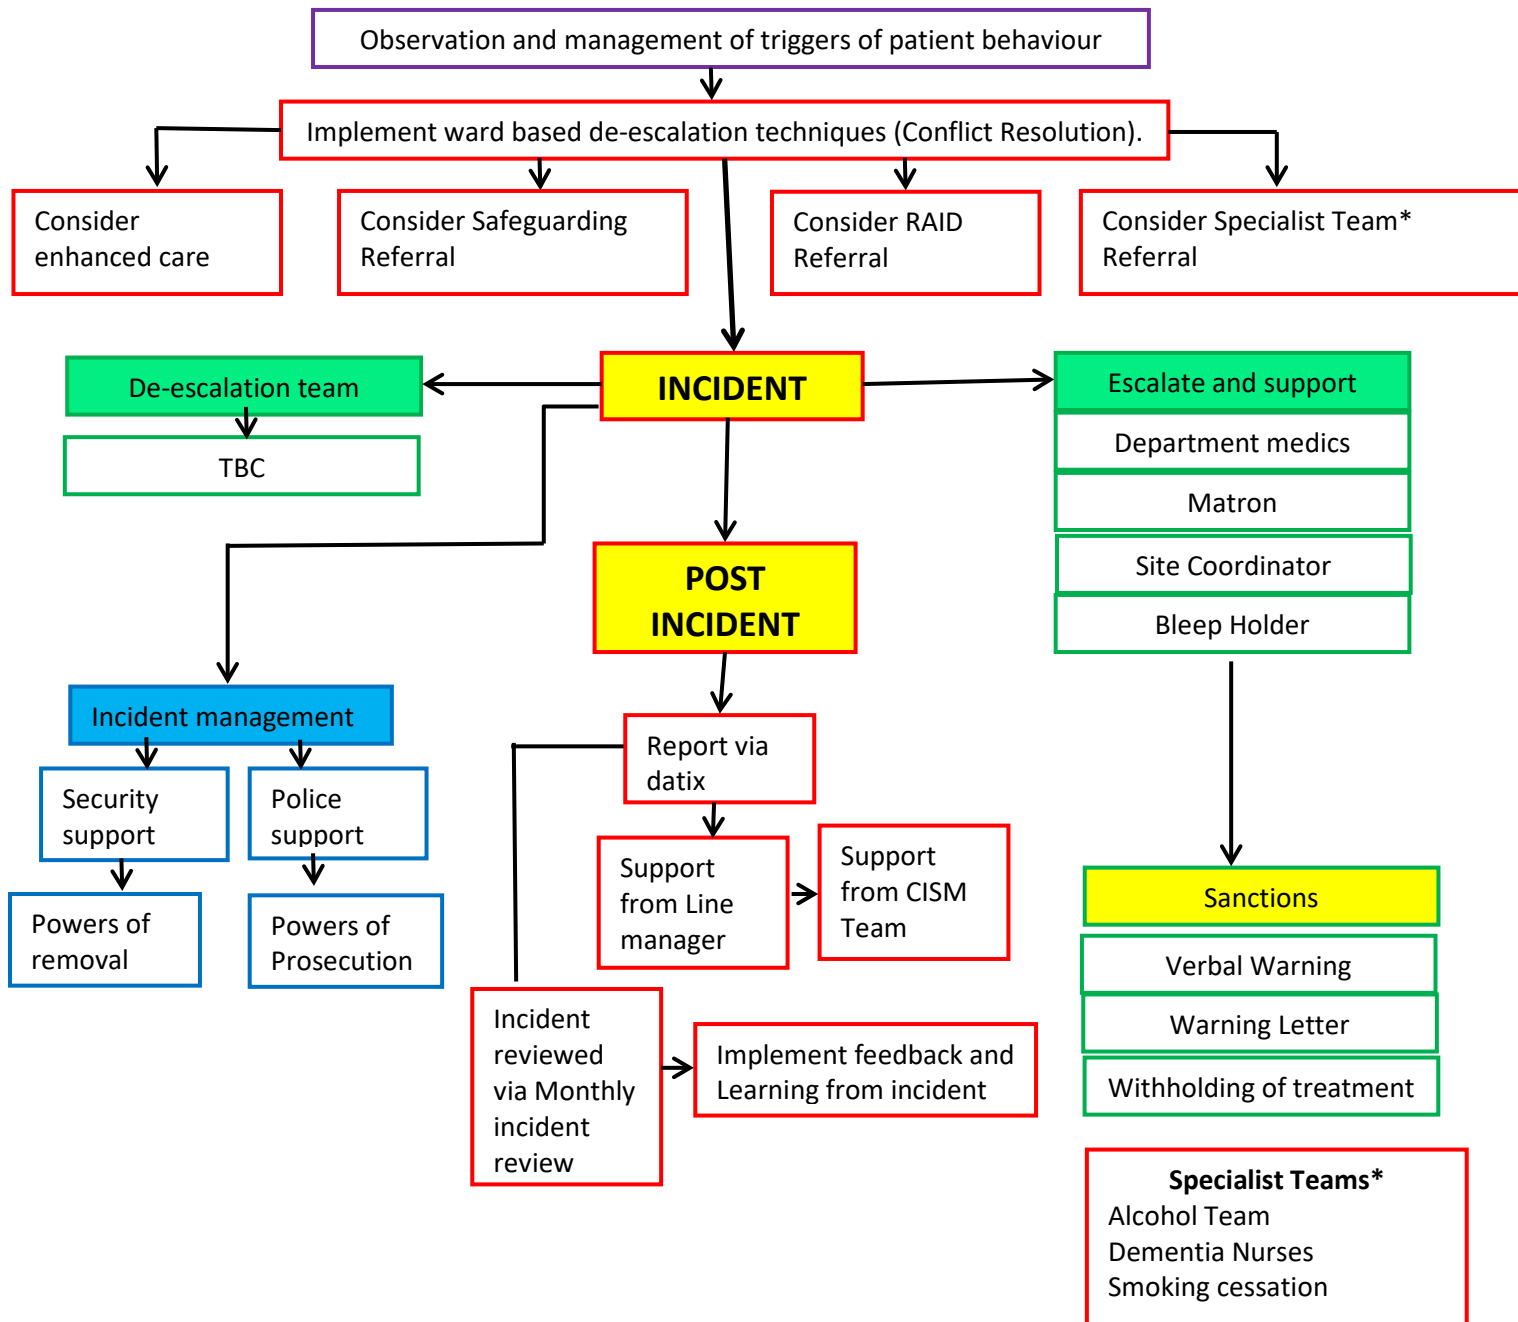 Observation and management of triggers of patient behaviour
Implement ward based de-escalation techniques (Conflict Resolution).
Consider
enhanced care
Consider Safeguarding
Referral
Consider RAID
Referral
Consider Specialist Team*
Referral
De-escalation team
TBC
INCIDENT
Escalate and support
Department medics
Matron
Site Coordinator
Bleep Holder
POST
INCIDENT
Incident management
Security
support
Police
support
Powers of
removal
Powers of
Prosecution
Report via
datix
Support
from Line
manager
Support
from CISM
Team
Incident
reviewed
via Monthly
incident
review
Implement feedback and
Learning from incident
Sanctions
Verbal Warning
Warning Letter
Withholding of treatment
Specialist Teams*
Alcohol Team
Dementia Nurses
Smoking cessation